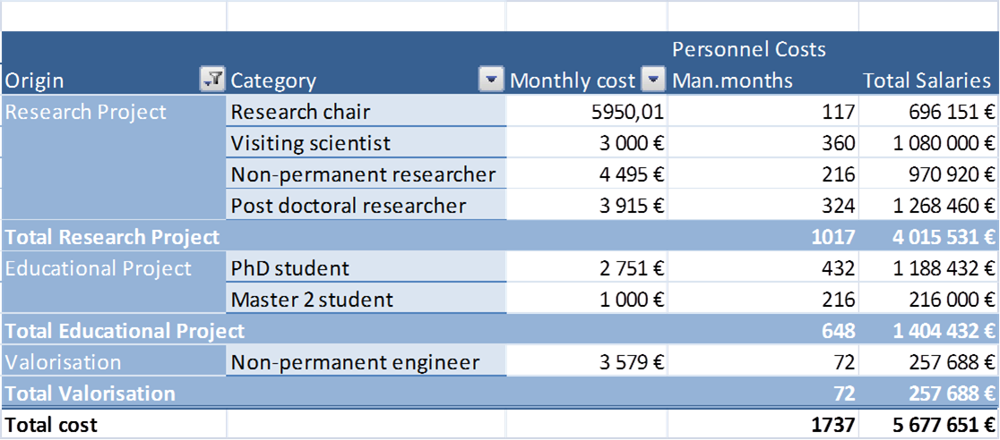 Personnel Costs
Origin Category Monthly cost Man.months Total Salaries
Research Project Research chair 5950,01 117 696 151 €
Visiting scientist 3 000 € 360 1 080 000 €
Non-permanent researcher 4 495 € 216 970 920 €
Post doctoral researcher 3 915 € 324 1 268 460 €
Total Research Project 1017 4 015 531 €
Educational Project PhD student 2 751 € 432 1 188 432 €
Master 2 student 1 000 € 216 216 000 €
Total Educational Project 648 1 404 432 €
Valorisation Non-permanent engineer 3 579 € 72 257 688 €
Total Valorisation 72 257 688 €
Total cost 1737 5 677 651 €